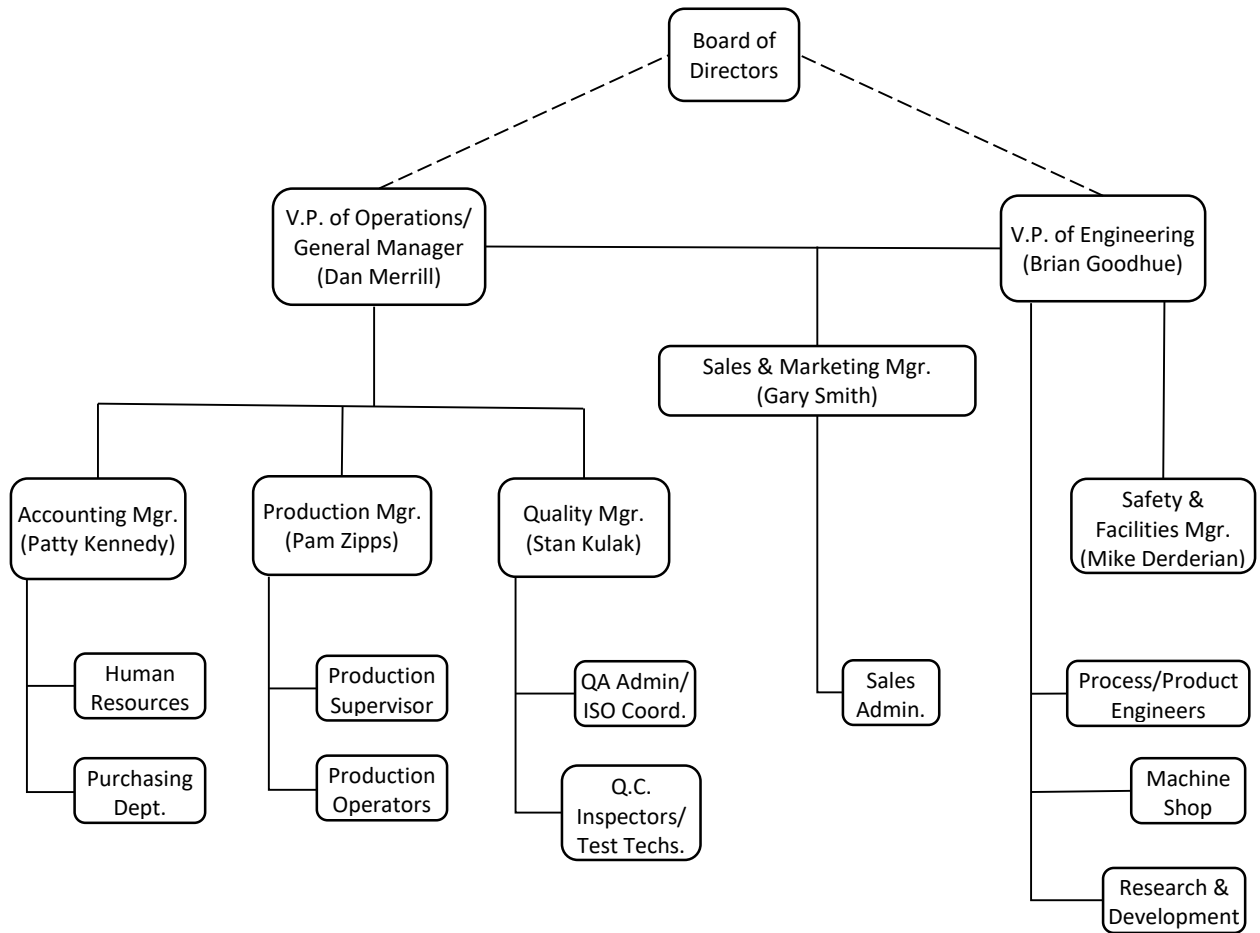 Board of
Directors
V.P. of Operations/
General Manager
(Dan Merrill)
V.P. of Engineering
(Brian Goodhue)
Sales & Marketing Mgr.
(Gary Smith)
Accounting Mgr.
(Patty Kennedy)
Production Mgr.
(Pam Zipps)
Quality Mgr.
(Stan Kulak)
Safety &
Facilities Mgr.
(Mike Derderian)
Human
Resources
Production
Supervisor
QA Admin/
ISO Coord.
Sales
Admin.
Process/Product
Engineers
Purchasing
Dept.
Production
Operators
Q.C.
Inspectors/
Test Techs.
Machine
Shop
Research &
Development